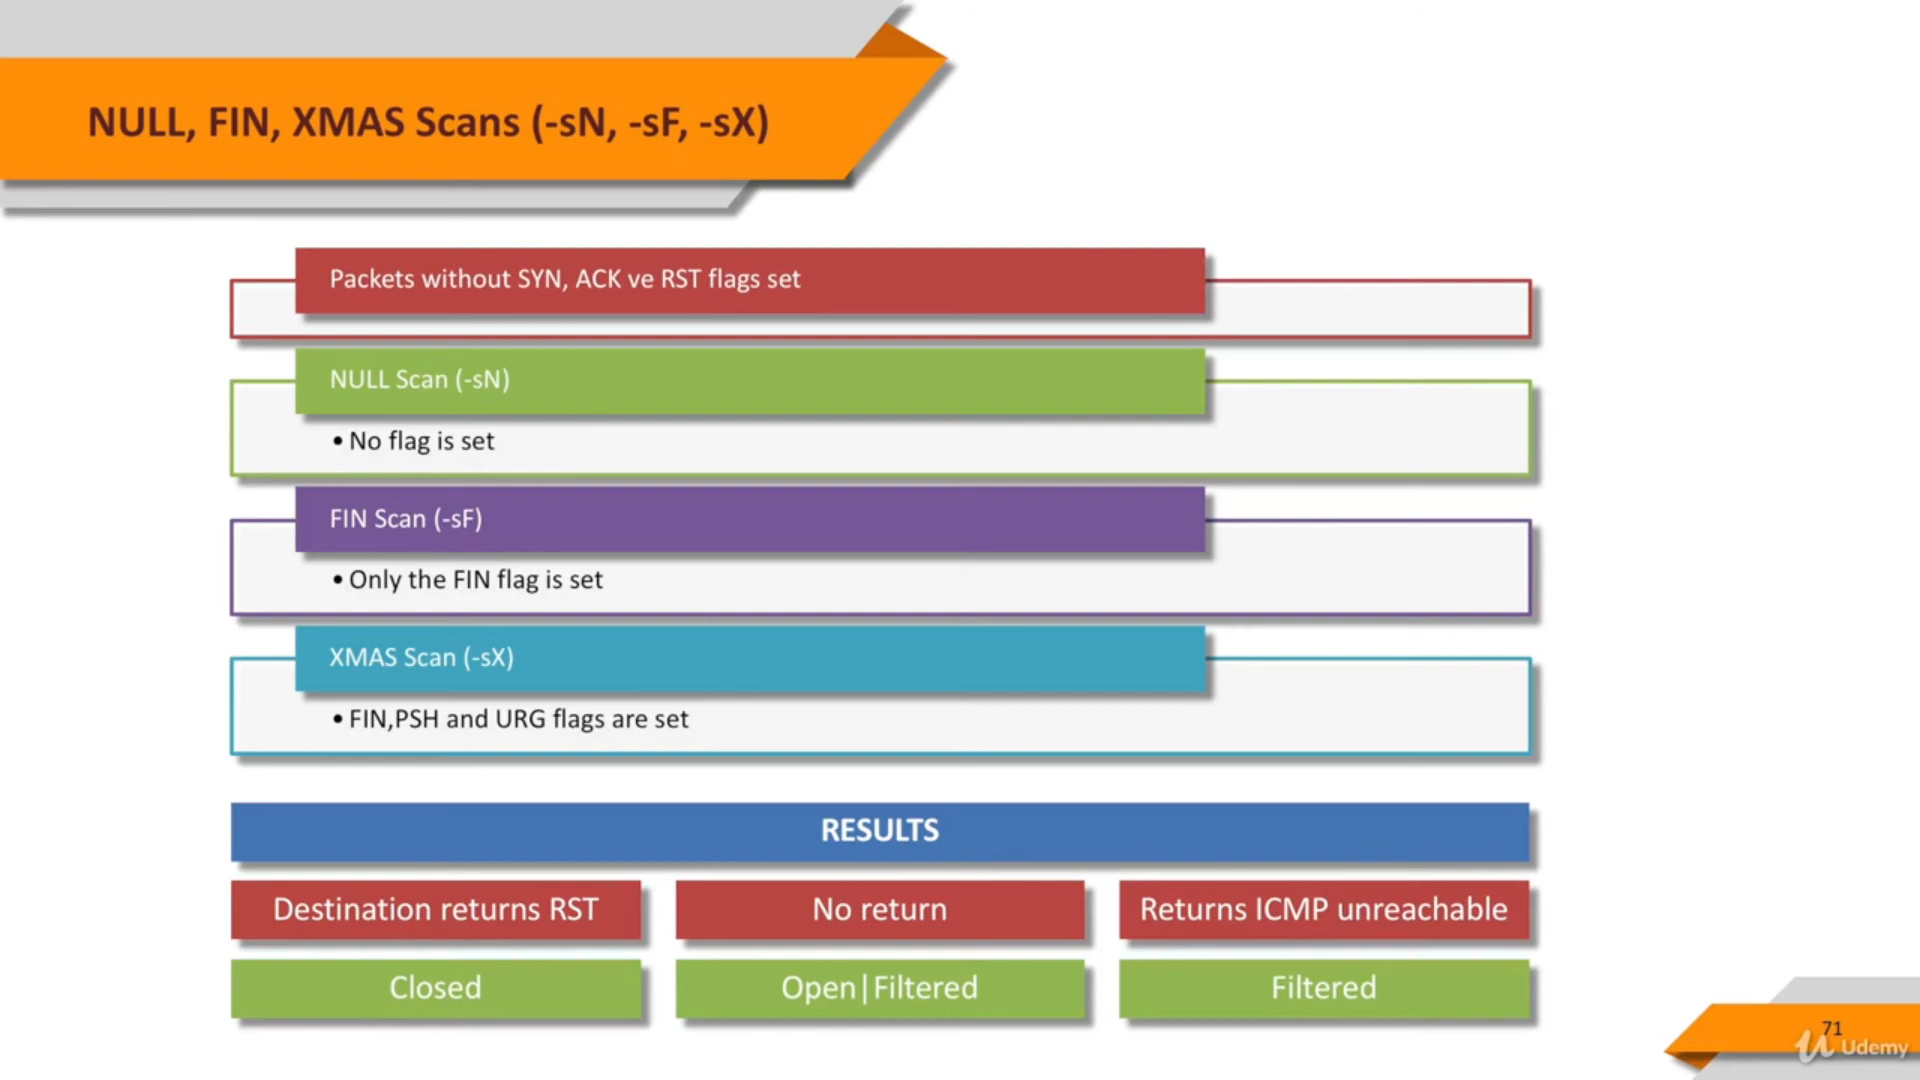 NULL, FIN, XMAS Scans (-sN, -sF, -sX)
Packets without SYN, ACK ve RST flags set
NULL Scan (-sN)
• No flag is set
FIN Scan (-sF)
• Only the FIN flag is set
XMAS Scan (-sX)
• FIN,PSH and URG flags are set
RESULTS
Destination returns RST
No return
Returns ICMP unreachable
Closed
Open|Filtered
Filtered
71
Udemy